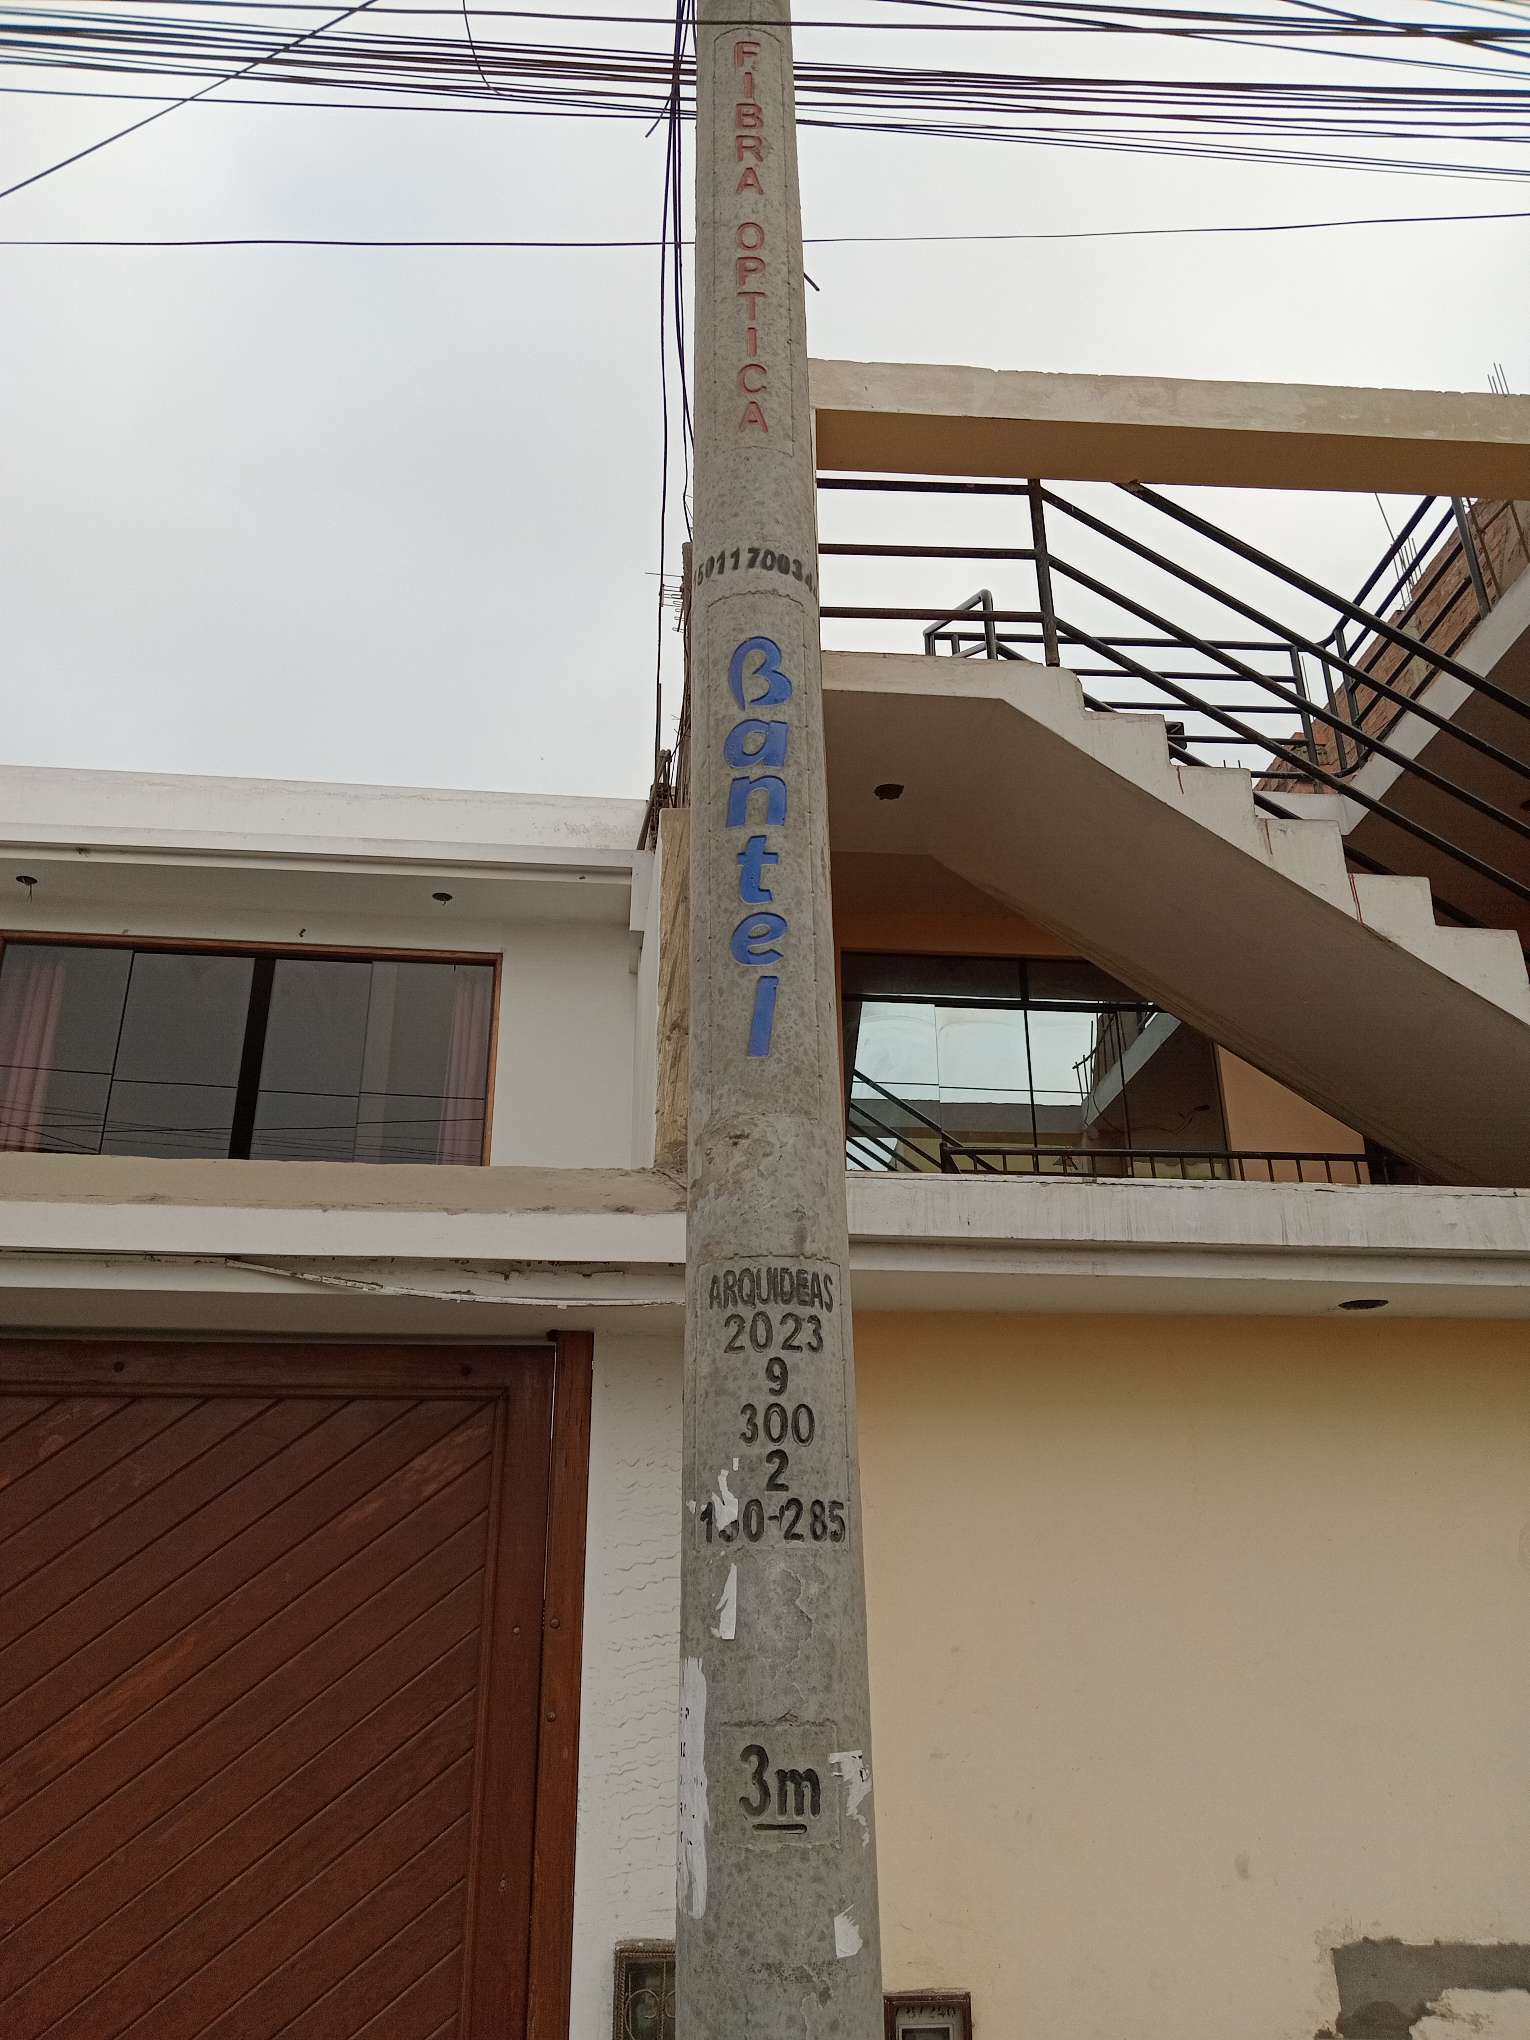 FIBRA OPTICA
Bantel
ARQUIDEAS
2023
9
300
2
3m